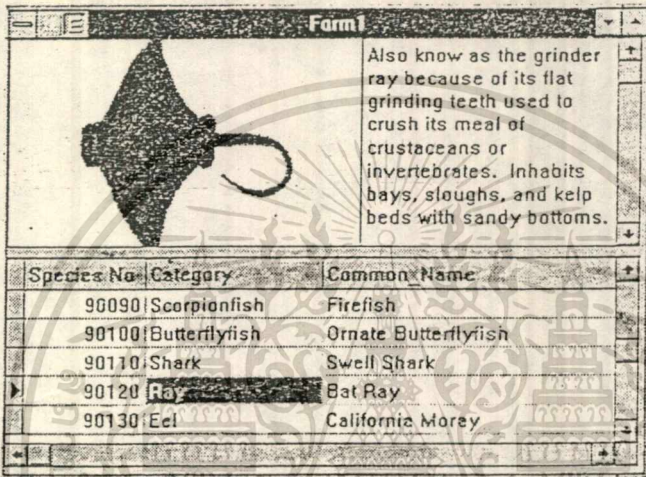 Form1
Also know as the grinder
ray because of its flat
grinding teeth used to
crush its meal of
crustaceans or
invertebrates. Inhabits
bays, sloughs, and kelp
beds with sandy bottoms.
Species No Category Common_Name
90090 Scorpionfish Firefish
90100 Butterflyfish Ornate Butterflyfish
90110 Shark Swell Shark
90120 Ray Bat Ray
90130 Eel California Moray